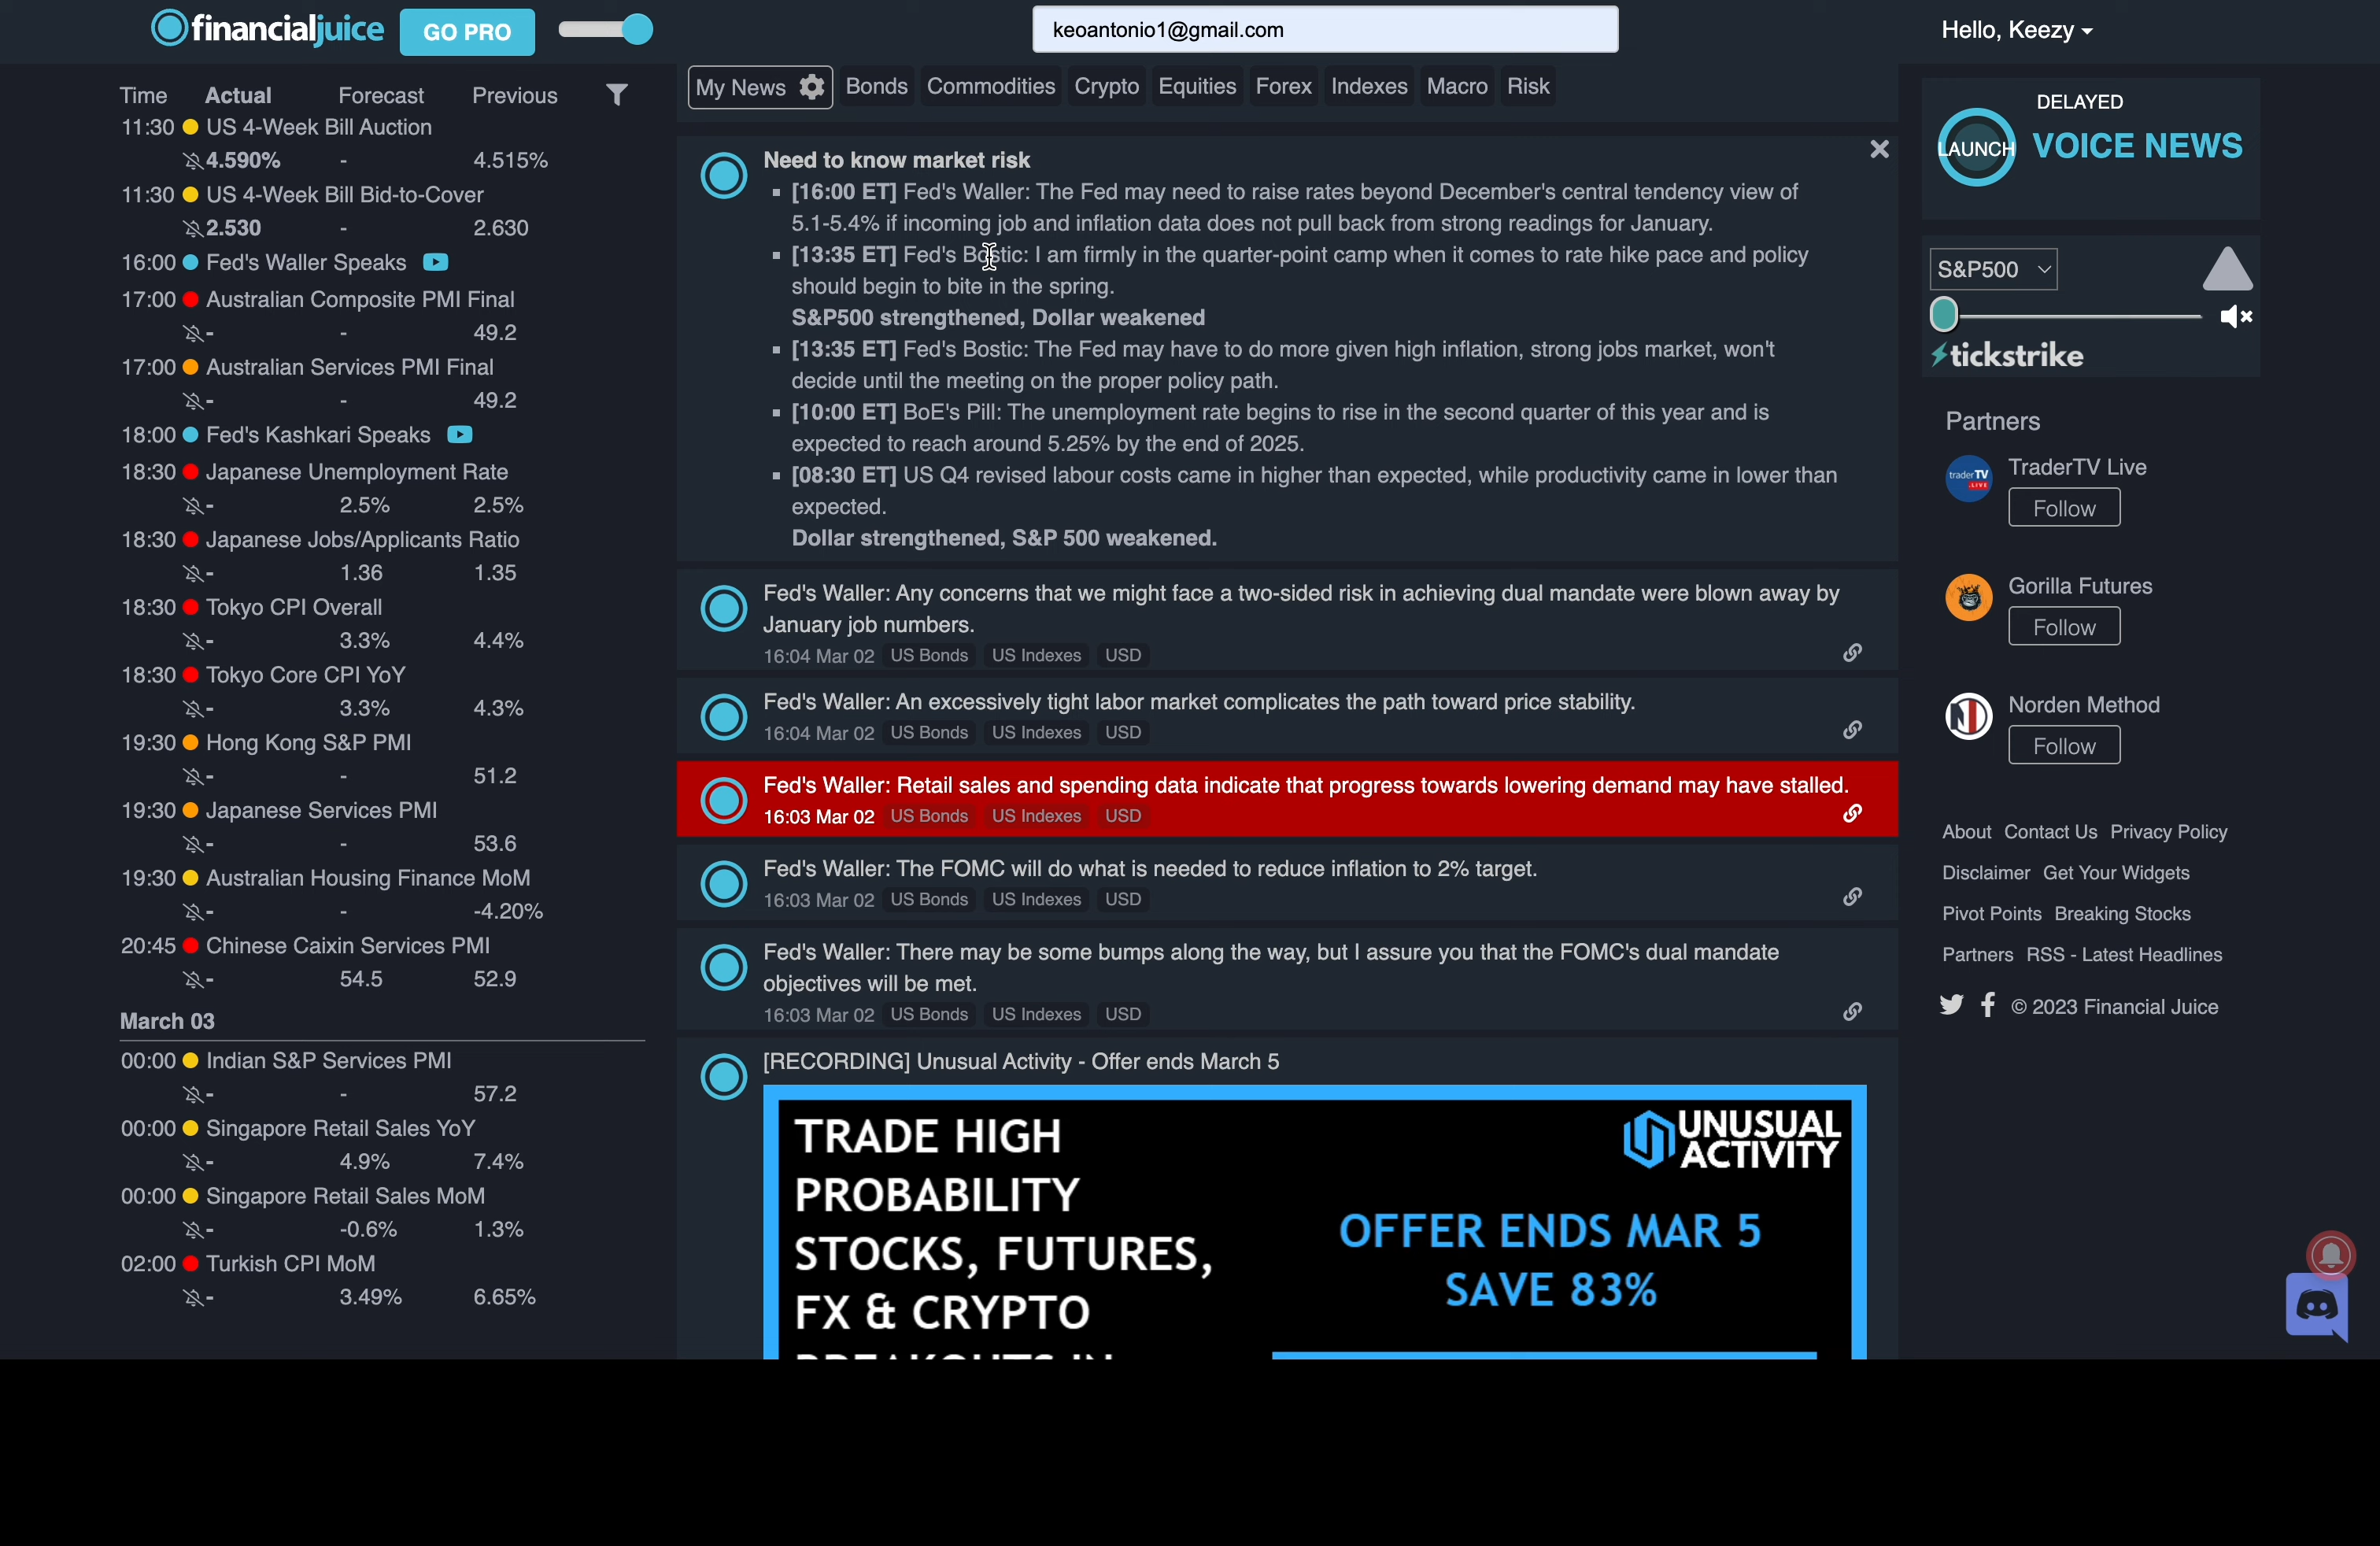 financialjuice GO PRO
keoantonio1@gmail.com
Hello, Keezy
Time Actual Forecast Previous
11:30 US 4-Week Bill Auction
4.590% - 4.515%
11:30 US 4-Week Bill Bid-to-Cover
2.530 - 2.630
16:00 Fed's Waller Speaks
17:00 Australian Composite PMI Final
- - 49.2
17:00 Australian Services PMI Final
- - 49.2
18:00 Fed's Kashkari Speaks
18:30 Japanese Unemployment Rate
- 2.5% 2.5%
18:30 Japanese Jobs/Applicants Ratio
- 1.36 1.35
18:30 Tokyo CPI Overall
- 3.3% 4.4%
18:30 Tokyo Core CPI YoY
- 3.3% 4.3%
19:30 Hong Kong S&P PMI
- - 51.2
19:30 Japanese Services PMI
- - 53.6
19:30 Australian Housing Finance MoM
- - -4.20%
20:45 Chinese Caixin Services PMI
- 54.5 52.9
March 03
00:00 Indian S&P Services PMI
- - 57.2
00:00 Singapore Retail Sales YoY
- 4.9% 7.4%
00:00 Singapore Retail Sales MoM
- -0.6% 1.3%
02:00 Turkish CPI MoM
- 3.49% 6.65%
My News Bonds Commodities Crypto Equities Forex Indexes Macro Risk
Need to know market risk
[16:00 ET] Fed's Waller: The Fed may need to raise rates beyond December's central tendency view of
5.1-5.4% if incoming job and inflation data does not pull back from strong readings for January.
[13:35 ET] Fed's Bostic: I am firmly in the quarter-point camp when it comes to rate hike pace and policy
should begin to bite in the spring.
S&P500 strengthened, Dollar weakened
[13:35 ET] Fed's Bostic: The Fed may have to do more given high inflation, strong jobs market, won't
decide until the meeting on the proper policy path.
[10:00 ET] BoE's Pill: The unemployment rate begins to rise in the second quarter of this year and is
expected to reach around 5.25% by the end of 2025.
[08:30 ET] US Q4 revised labour costs came in higher than expected, while productivity came in lower than
expected.
Dollar strengthened, S&P 500 weakened.
Fed's Waller: Any concerns that we might face a two-sided risk in achieving dual mandate were blown away by
January job numbers.
16:04 Mar 02 US Bonds US Indexes USD
Fed's Waller: An excessively tight labor market complicates the path toward price stability.
16:04 Mar 02 US Bonds US Indexes USD
Fed's Waller: Retail sales and spending data indicate that progress towards lowering demand may have stalled.
16:03 Mar 02 US Bonds US Indexes USD
Fed's Waller: The FOMC will do what is needed to reduce inflation to 2% target.
16:03 Mar 02 US Bonds US Indexes USD
Fed's Waller: There may be some bumps along the way, but I assure you that the FOMC's dual mandate
objectives will be met.
16:03 Mar 02 US Bonds US Indexes USD
[RECORDING] Unusual Activity - Offer ends March 5
TRADE HIGH
PROBABILITY
STOCKS, FUTURES,
FX & CRYPTO
UNUSUAL
ACTIVITY
OFFER ENDS MAR 5
SAVE 83%
DELAYED
LAUNCH VOICE NEWS
S&P500
tickstrike
Partners
trader TV LIVE
TraderTV Live
Follow
Gorilla Futures
Follow
Norden Method
Follow
About Contact Us Privacy Policy
Disclaimer Get Your Widgets
Pivot Points Breaking Stocks
Partners RSS - Latest Headlines
© 2023 Financial Juice